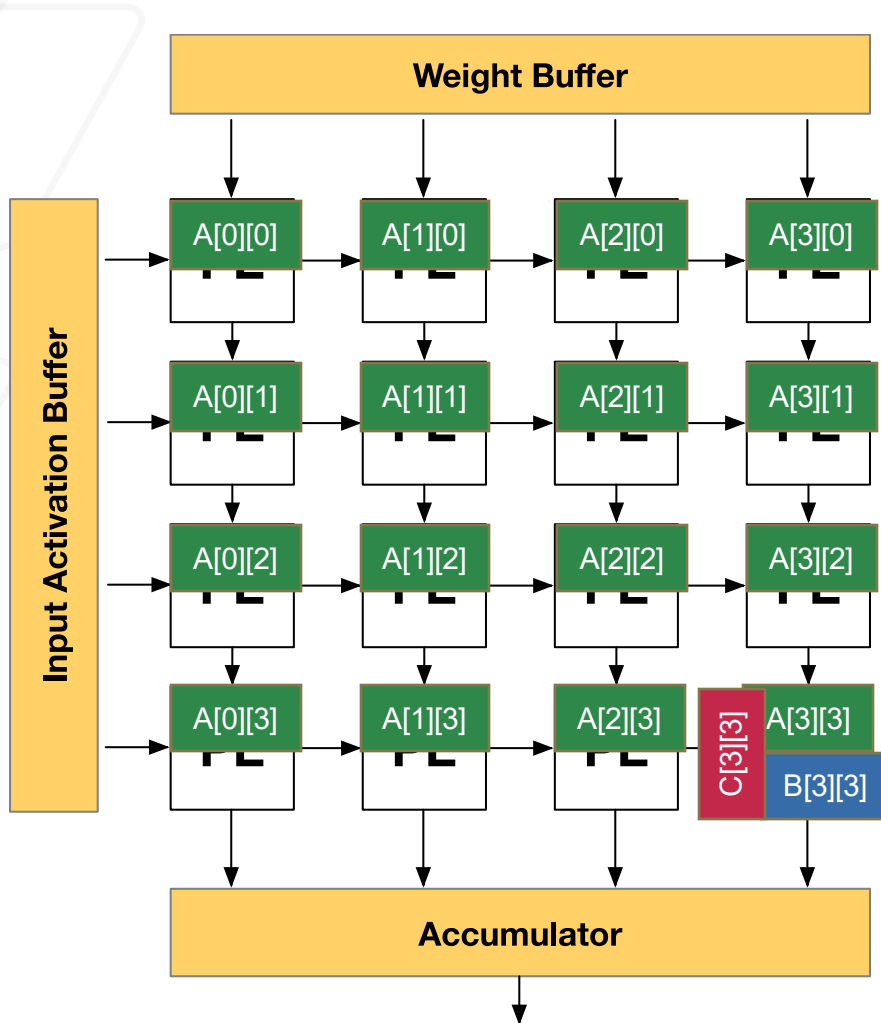 Weight Buffer
Input Activation Buffer
A[0][0] A[1][0] A[2][0] A[3][0]
A[0][1] A[1][1] A[2][1] A[3][1]
A[0][2] A[1][2] A[2][2] A[3][2]
A[0][3] A[1][3] A[2][3] A[3][3]
C[3][3]
B[3][3]
Accumulator